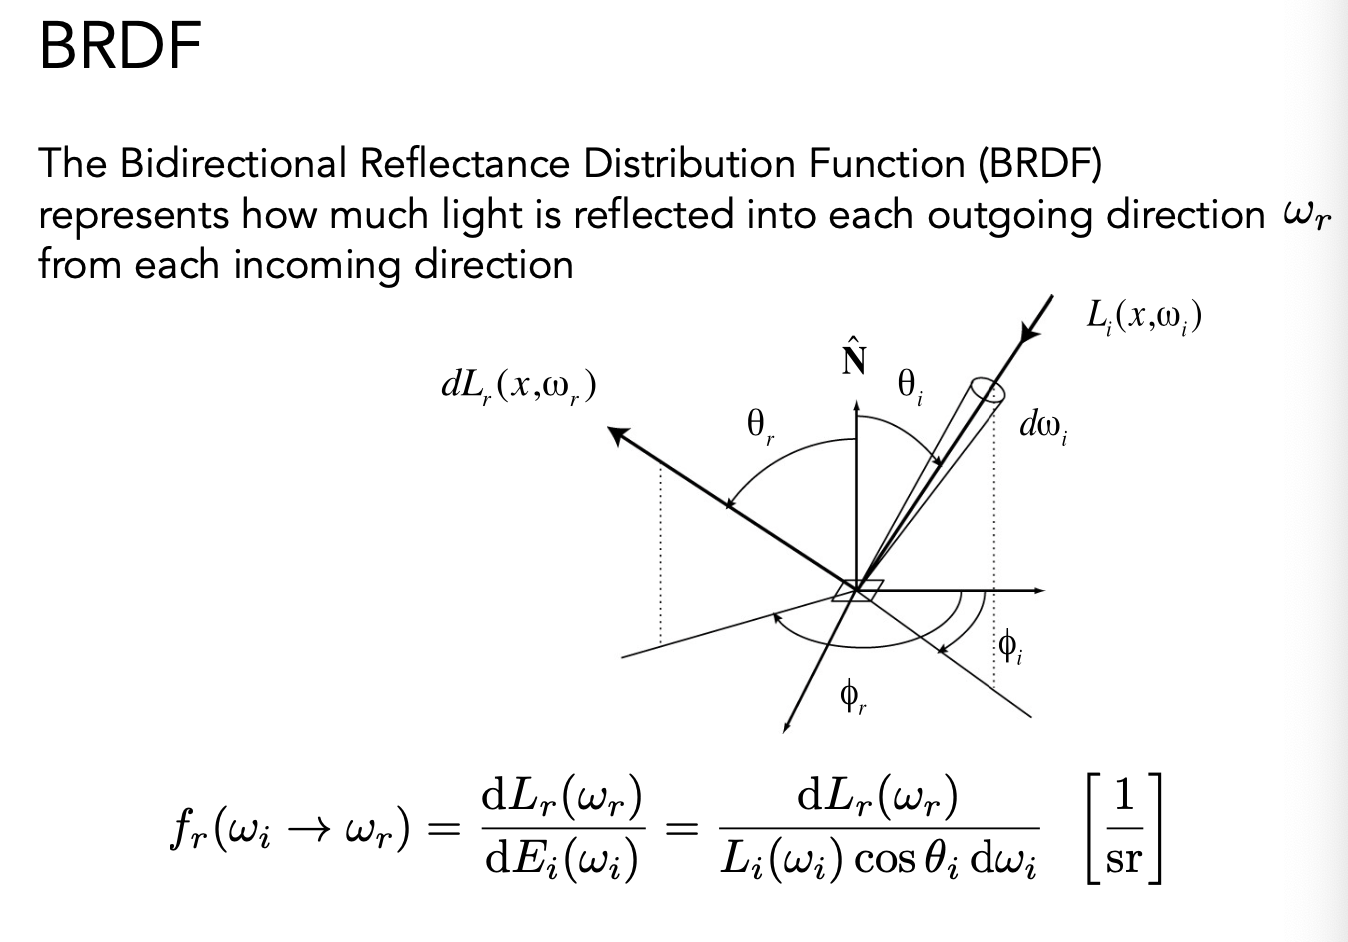 BRDF
The Bidirectional Reflectance Distribution Function (BRDF)
represents how much light is reflected into each outgoing direction ωᵣ
from each incoming direction
Lᵢ(x,ωᵢ)
N̂
dLᵣ(x,ωᵣ)
θᵢ
θᵣ
dωᵢ
ϕᵢ
ϕᵣ
fᵣ(ωᵢ → ωᵣ) = dLᵣ(ωᵣ) / dEᵢ(ωᵢ) = dLᵣ(ωᵣ) / Lᵢ(ωᵢ) cos θᵢ dωᵢ [1 / sr]